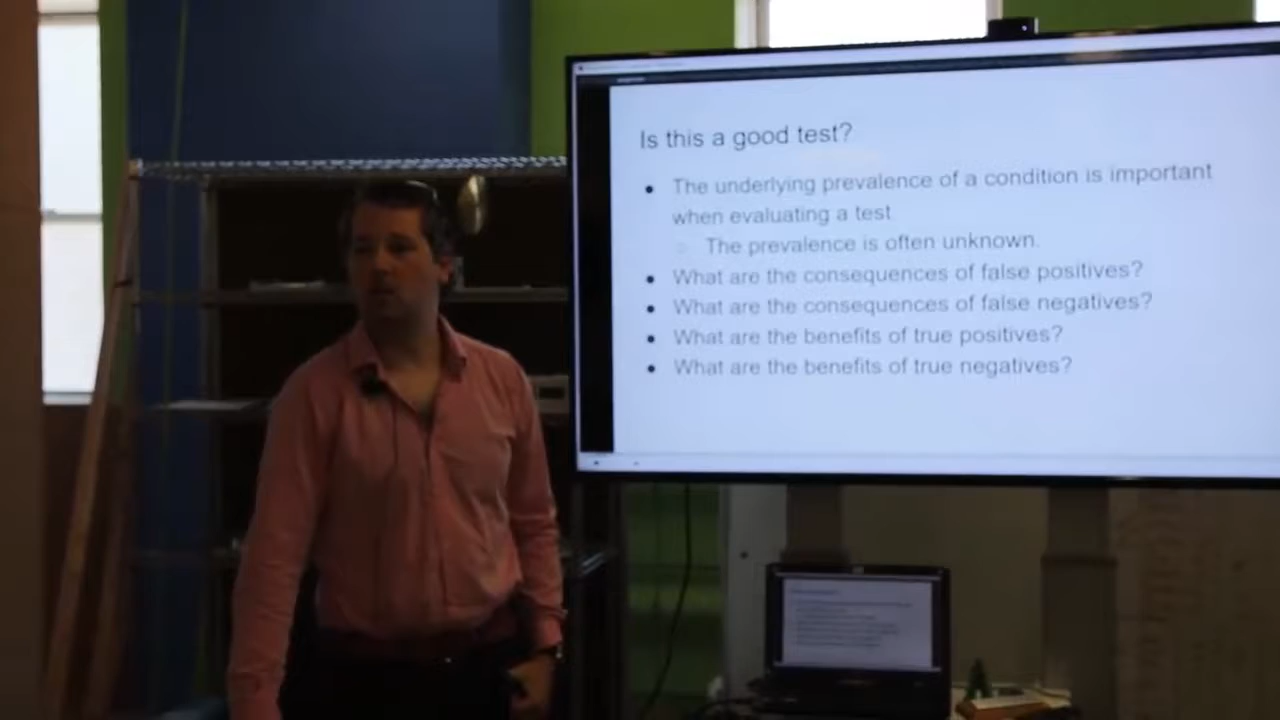 Is this a good test?
The underlying prevalence of a condition is important
when evaluating a test
The prevalence is often unknown.
What are the consequences of false positives?
What are the consequences of false negatives?
What are the benefits of true positives?
What are the benefits of true negatives?